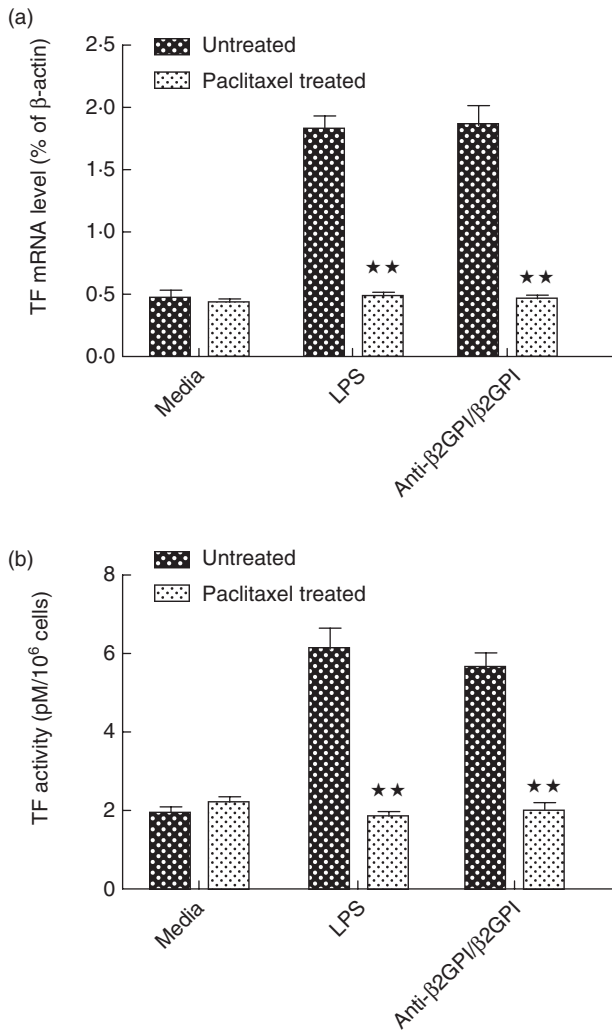 (a)
Untreated
Paclitaxel treated
TF mRNA level (% of β-actin)
2·5
2·0
1·5
1·0
0·5
0·0
★★
★★
Media
LPS
Anti-β2GPI/β2GPI
(b)
Untreated
Paclitaxel treated
TF activity (pM/10⁶ cells)
8
6
4
2
0
★★
★★
Media
LPS
Anti-β2GPI/β2GPI